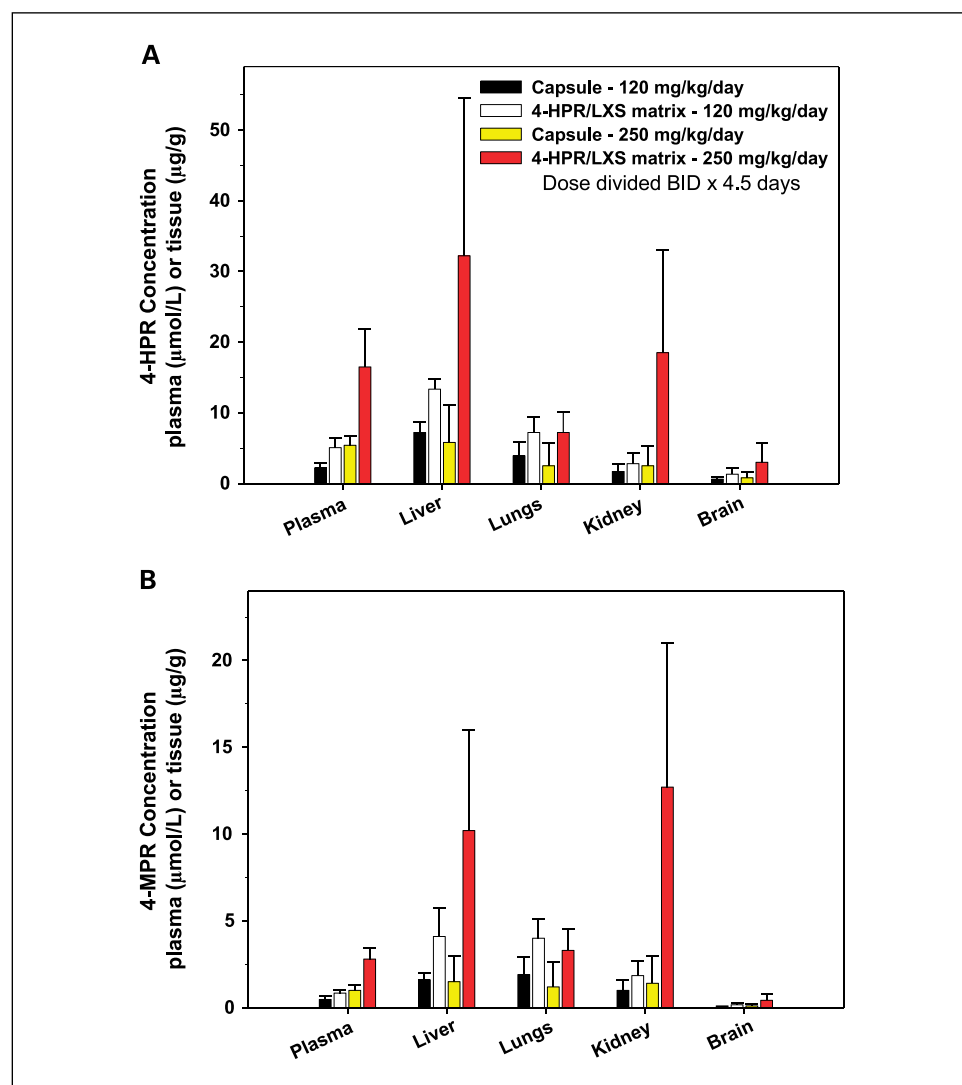 A
4-HPR Concentration
plasma (μmol/L) or tissue (μg/g)
50
40
30
20
10
0
Capsule - 120 mg/kg/day
4-HPR/LXS matrix - 120 mg/kg/day
Capsule - 250 mg/kg/day
4-HPR/LXS matrix - 250 mg/kg/day
Dose divided BID x 4.5 days
Plasma
Liver
Lungs
Kidney
Brain
B
4-MPR Concentration
plasma (μmol/L) or tissue (μg/g)
20
15
10
5
0
Plasma
Liver
Lungs
Kidney
Brain